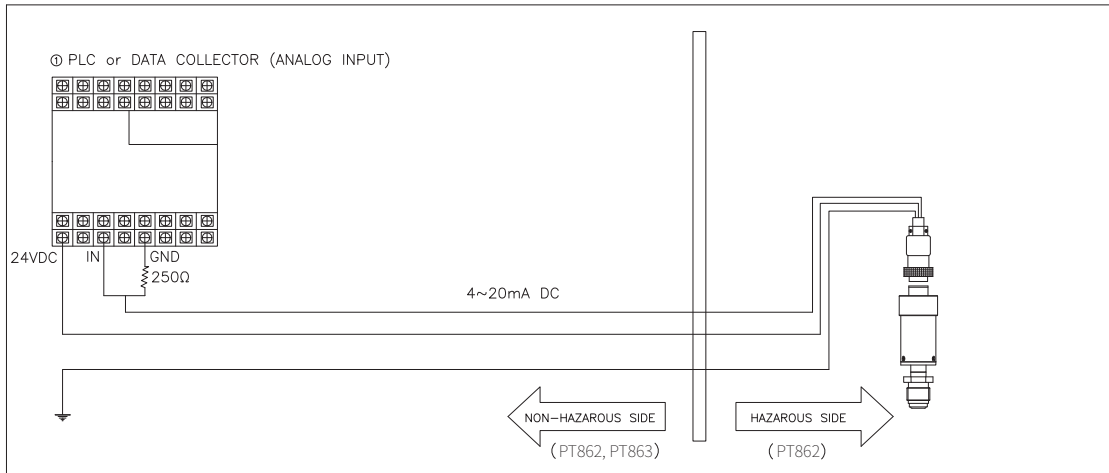 ① PLC or DATA COLLECTOR (ANALOG INPUT)
24VDC IN GND
250Ω
4~20mA DC
NON-HAZAROUS SIDE
(PT862, PT863)
HAZAROUS SIDE
(PT862)